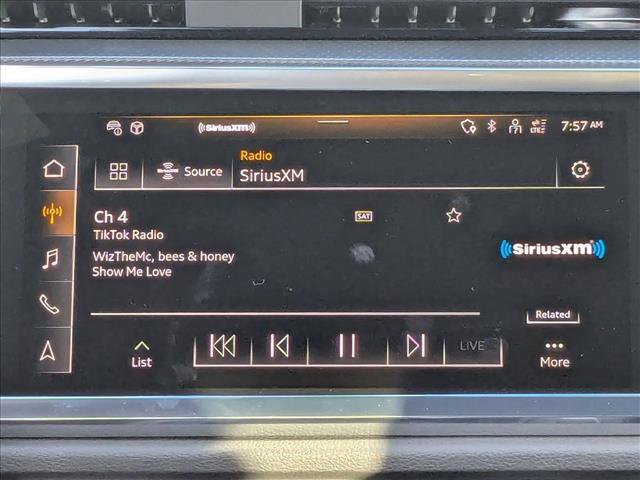 ((SiriusXM))
LTE
7:57 AM
Radio
Source
SiriusXM
Ch 4
SAT
TikTok Radio
WizTheMc, bees & honey
Show Me Love
((SiriusXM))
Related
List
LIVE
More